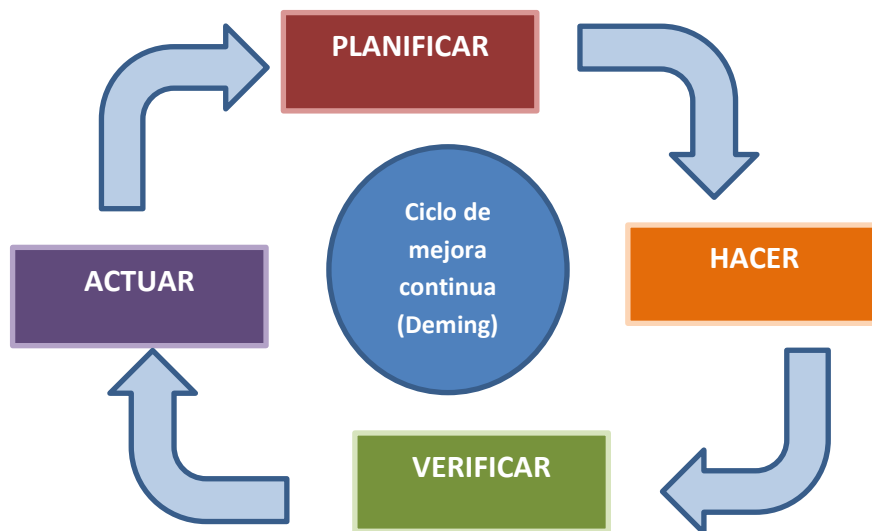 PLANIFICAR
HACER
VERIFICAR
ACTUAR
Ciclo de
mejora
continua
(Deming)